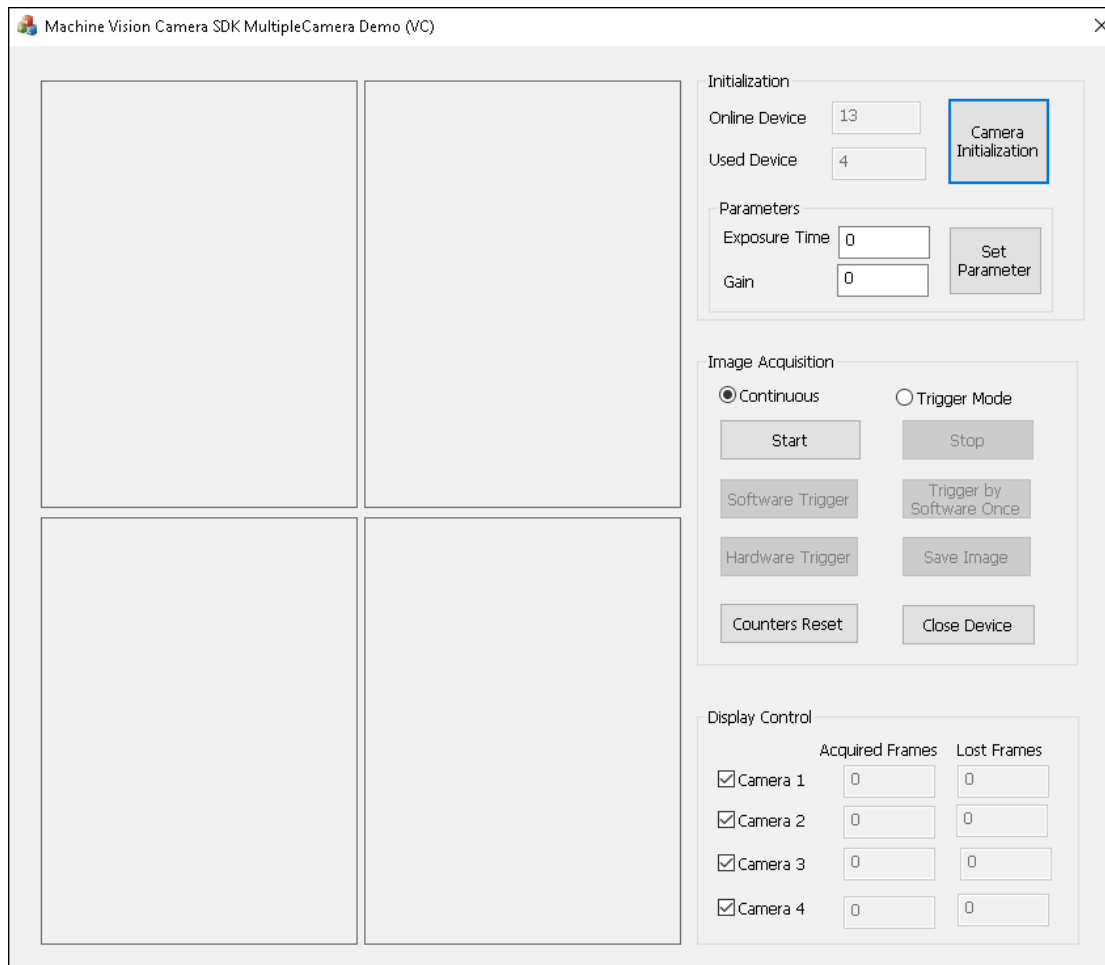 Machine Vision Camera SDK MultipleCamera Demo (VC)
Initialization
Online Device 13
Camera
Initialization
Used Device 4
Parameters
Exposure Time 0
Set
Parameter
Gain 0
Image Acquisition
Continuous Trigger Mode
Start Stop
Software Trigger
Trigger by
Software Once
Hardware Trigger Save Image
Counters Reset Close Device
Display Control
Acquired Frames Lost Frames
Camera 1 0 0
Camera 2 0 0
Camera 3 0 0
Camera 4 0 0